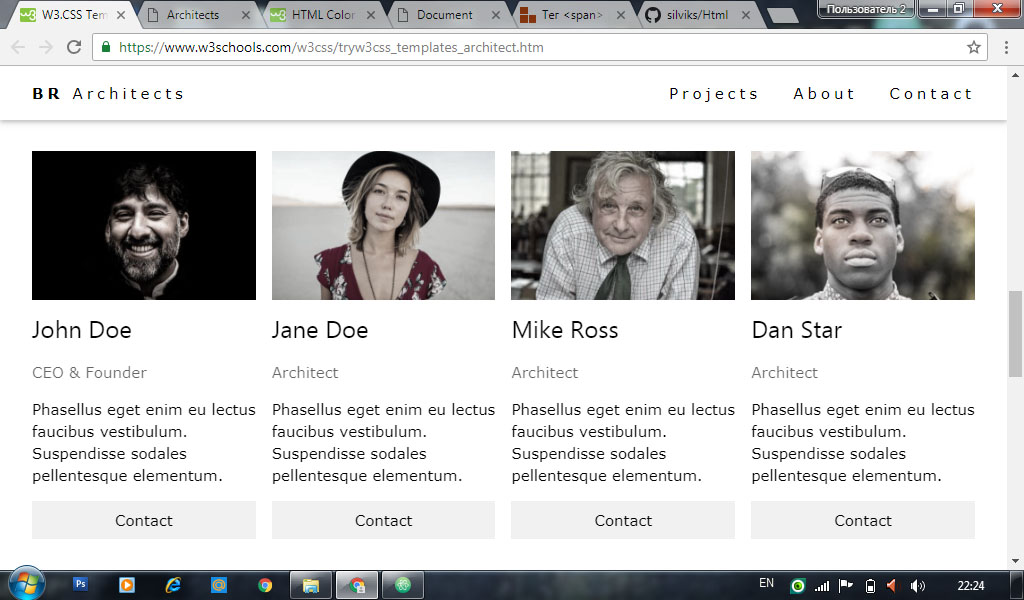 W3.CSS Tem
Architects
HTML Color
Document
Тег <span>
silviks/Html
Пользователь 2
https://www.w3schools.com/w3css/tryw3css_templates_architect.htm
BR Architects
Projects
About
Contact
John Doe
CEO & Founder
Phasellus eget enim eu lectus
faucibus vestibulum.
Suspendisse sodales
pellentesque elementum.
Contact
Jane Doe
Architect
Phasellus eget enim eu lectus
faucibus vestibulum.
Suspendisse sodales
pellentesque elementum.
Contact
Mike Ross
Architect
Phasellus eget enim eu lectus
faucibus vestibulum.
Suspendisse sodales
pellentesque elementum.
Contact
Dan Star
Architect
Phasellus eget enim eu lectus
faucibus vestibulum.
Suspendisse sodales
pellentesque elementum.
Contact
Ps
EN
22:24